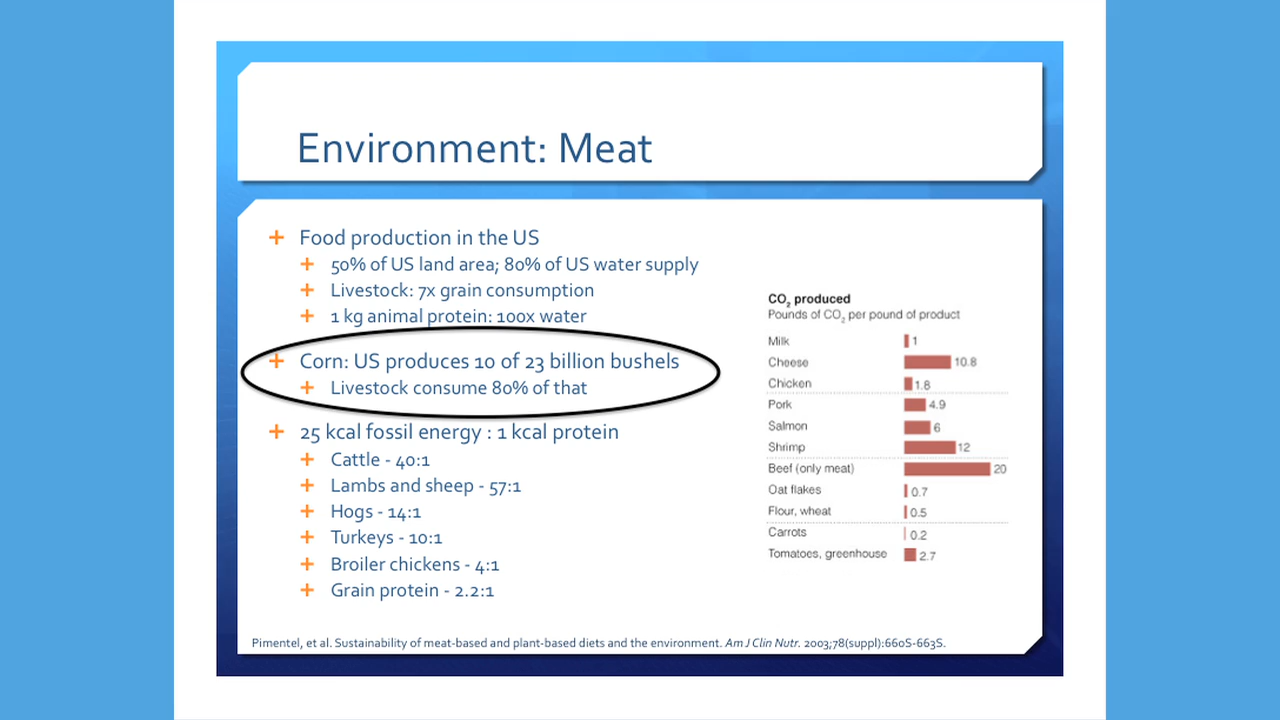 Environment: Meat
+ Food production in the US
+ 50% of US land area; 80% of US water supply
+ Livestock: 7x grain consumption
+ 1 kg animal protein: 100x water
+ Corn: US produces 10 of 23 billion bushels
+ Livestock consume 80% of that
+ 25 kcal fossil energy : 1 kcal protein
+ Cattle - 40:1
+ Lambs and sheep - 57:1
+ Hogs - 14:1
+ Turkeys - 10:1
+ Broiler chickens - 4:1
+ Grain protein - 2.2:1
CO₂ produced
Pounds of CO₂ per pound of product
Milk 1
Cheese 10.8
Chicken 1.8
Pork 4.9
Salmon 6
Shrimp 12
Beef (only meat) 20
Oat flakes 0.7
Flour, wheat 0.5
Carrots 0.2
Tomatoes, greenhouse 2.7
Pimentel, et al. Sustainability of meat-based and plant-based diets and the environment. Am J Clin Nutr. 2003;78(suppl):660S-663S.